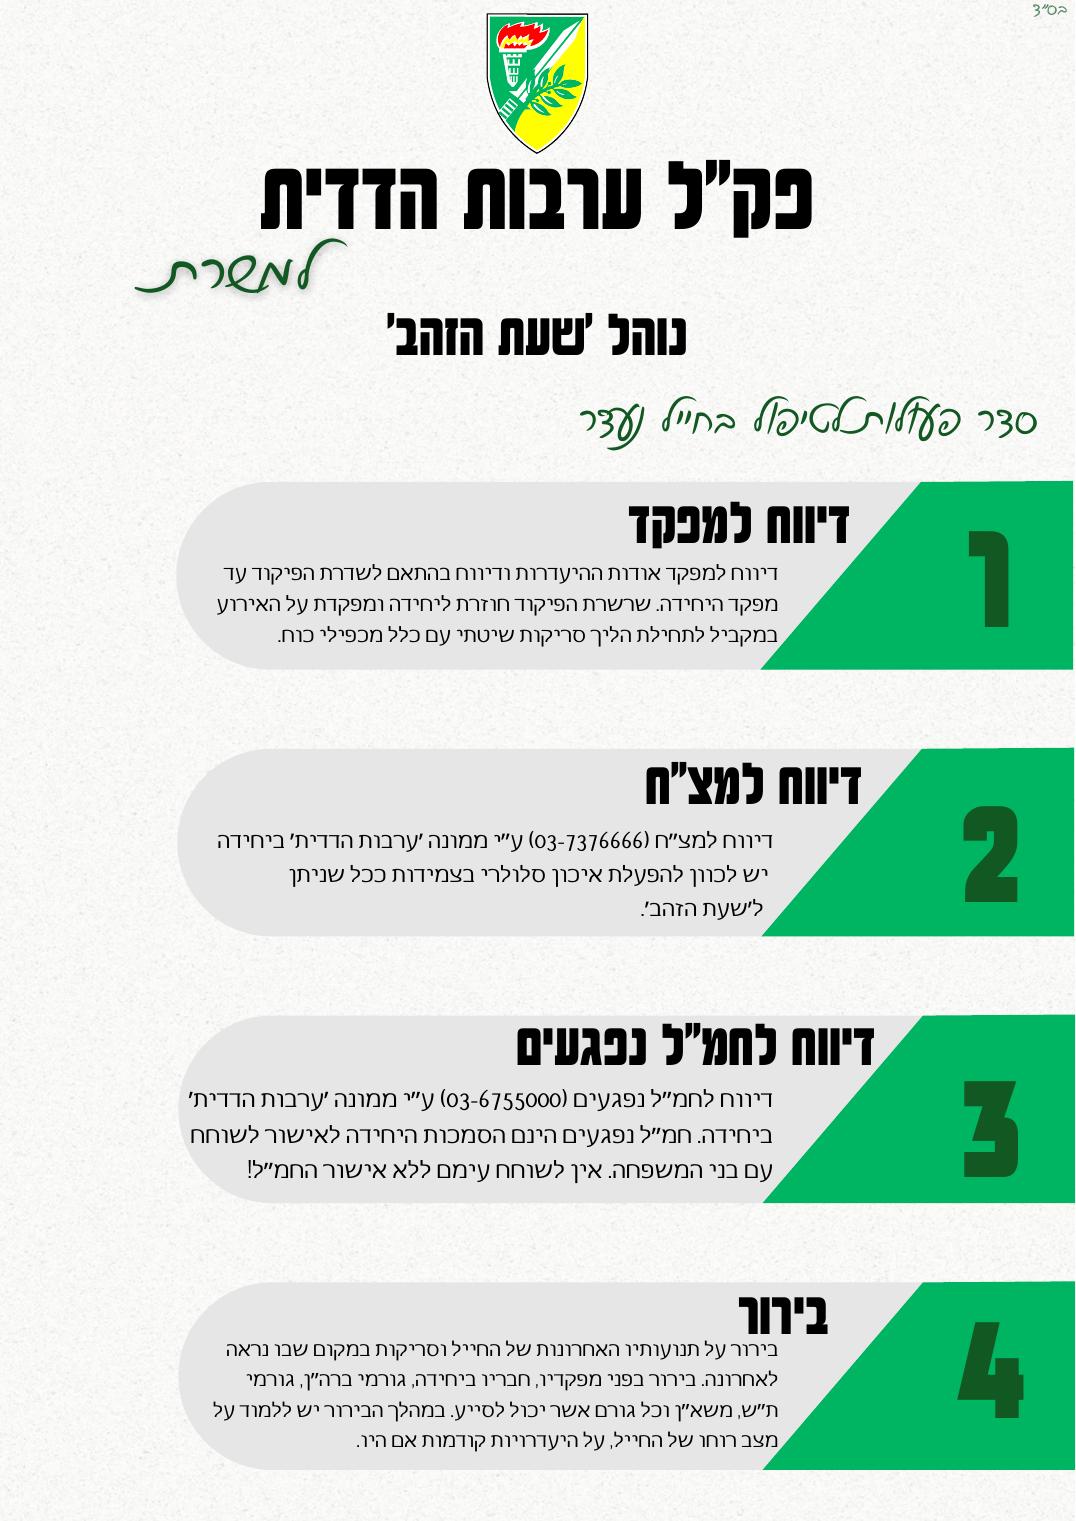 בס"ד
פק"ל ערבות הדדית
למשרת
נוהל 'שעת הזהב'
סדר פעולות לטיפול בחייל נעדר
1
דיווח למפקד
דיווח למפקד אודות ההיעדרות ודיווח בהתאם לשדרת הפיקוד עד
מפקד היחידה. שרשרת הפיקוד חוזרת ליחידה ומפקדת על האירוע
במקביל לתחילת הליך סריקות שיטתי עם כלל מכפילי כוח.
2
דיווח למצ"ח
דיווח למצ"ח (03-7376666) ע"י ממונה 'ערבות הדדית' ביחידה
יש לכוון להפעלת איכון סלולרי בצמידות ככל שניתן
ל'שעת הזהב'.
3
דיווח לחמ"ל נפגעים
דיווח לחמ"ל נפגעים (03-6755000) ע"י ממונה 'ערבות הדדית'
ביחידה. חמ"ל נפגעים הינם הסמכות היחידה לאישור לשוחח
עם בני המשפחה. אין לשוחח עימם ללא אישור החמ"ל!
4
בירור
בירור על תנועותיו האחרונות של החייל וסריקות במקום שבו נראה
לאחרונה. בירור בפני מפקדיו, חבריו ביחידה, גורמי ברה"ן, גורמי
ת"ש, משא"ן וכל גורם אשר יכול לסייע. במהלך הבירור יש ללמוד על
מצב רוחו של החייל, על היעדרויות קודמות אם היו.